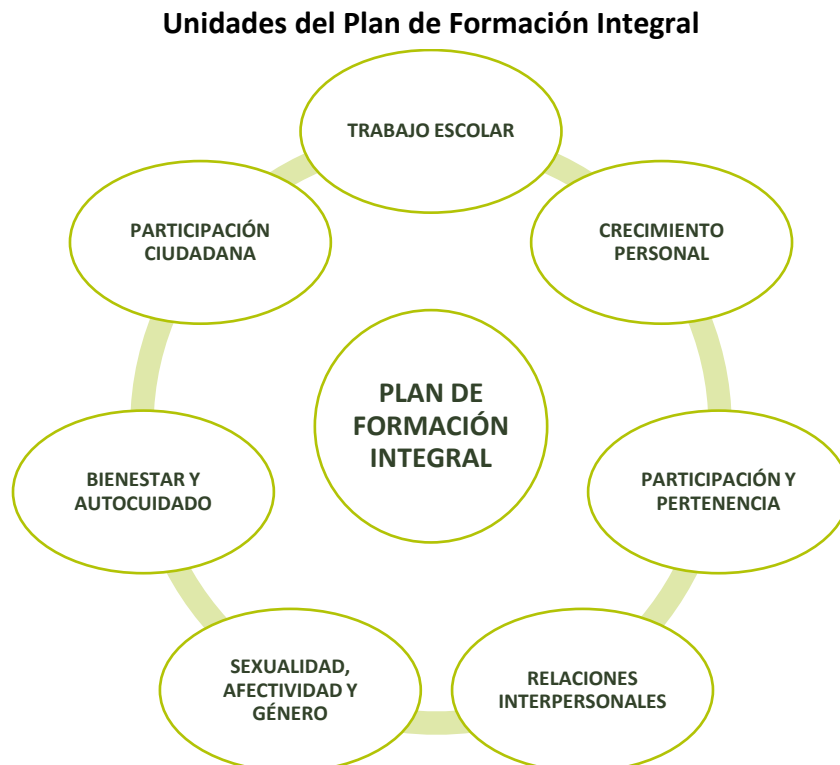 Unidades del Plan de Formación Integral
TRABAJO ESCOLAR
CRECIMIENTO
PERSONAL
PARTICIPACIÓN Y
PERTENENCIA
RELACIONES
INTERPERSONALES
SEXUALIDAD,
AFECTIVIDAD Y
GÉNERO
BIENESTAR Y
AUTOCUIDADO
PARTICIPACIÓN
CIUDADANA
PLAN DE
FORMACIÓN
INTEGRAL